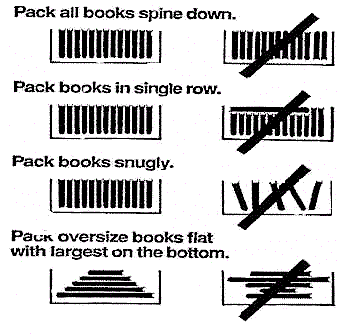 Pack all books spine down.
Pack books in single row.
Pack books snugly.
Pack oversize books flat
with largest on the bottom.